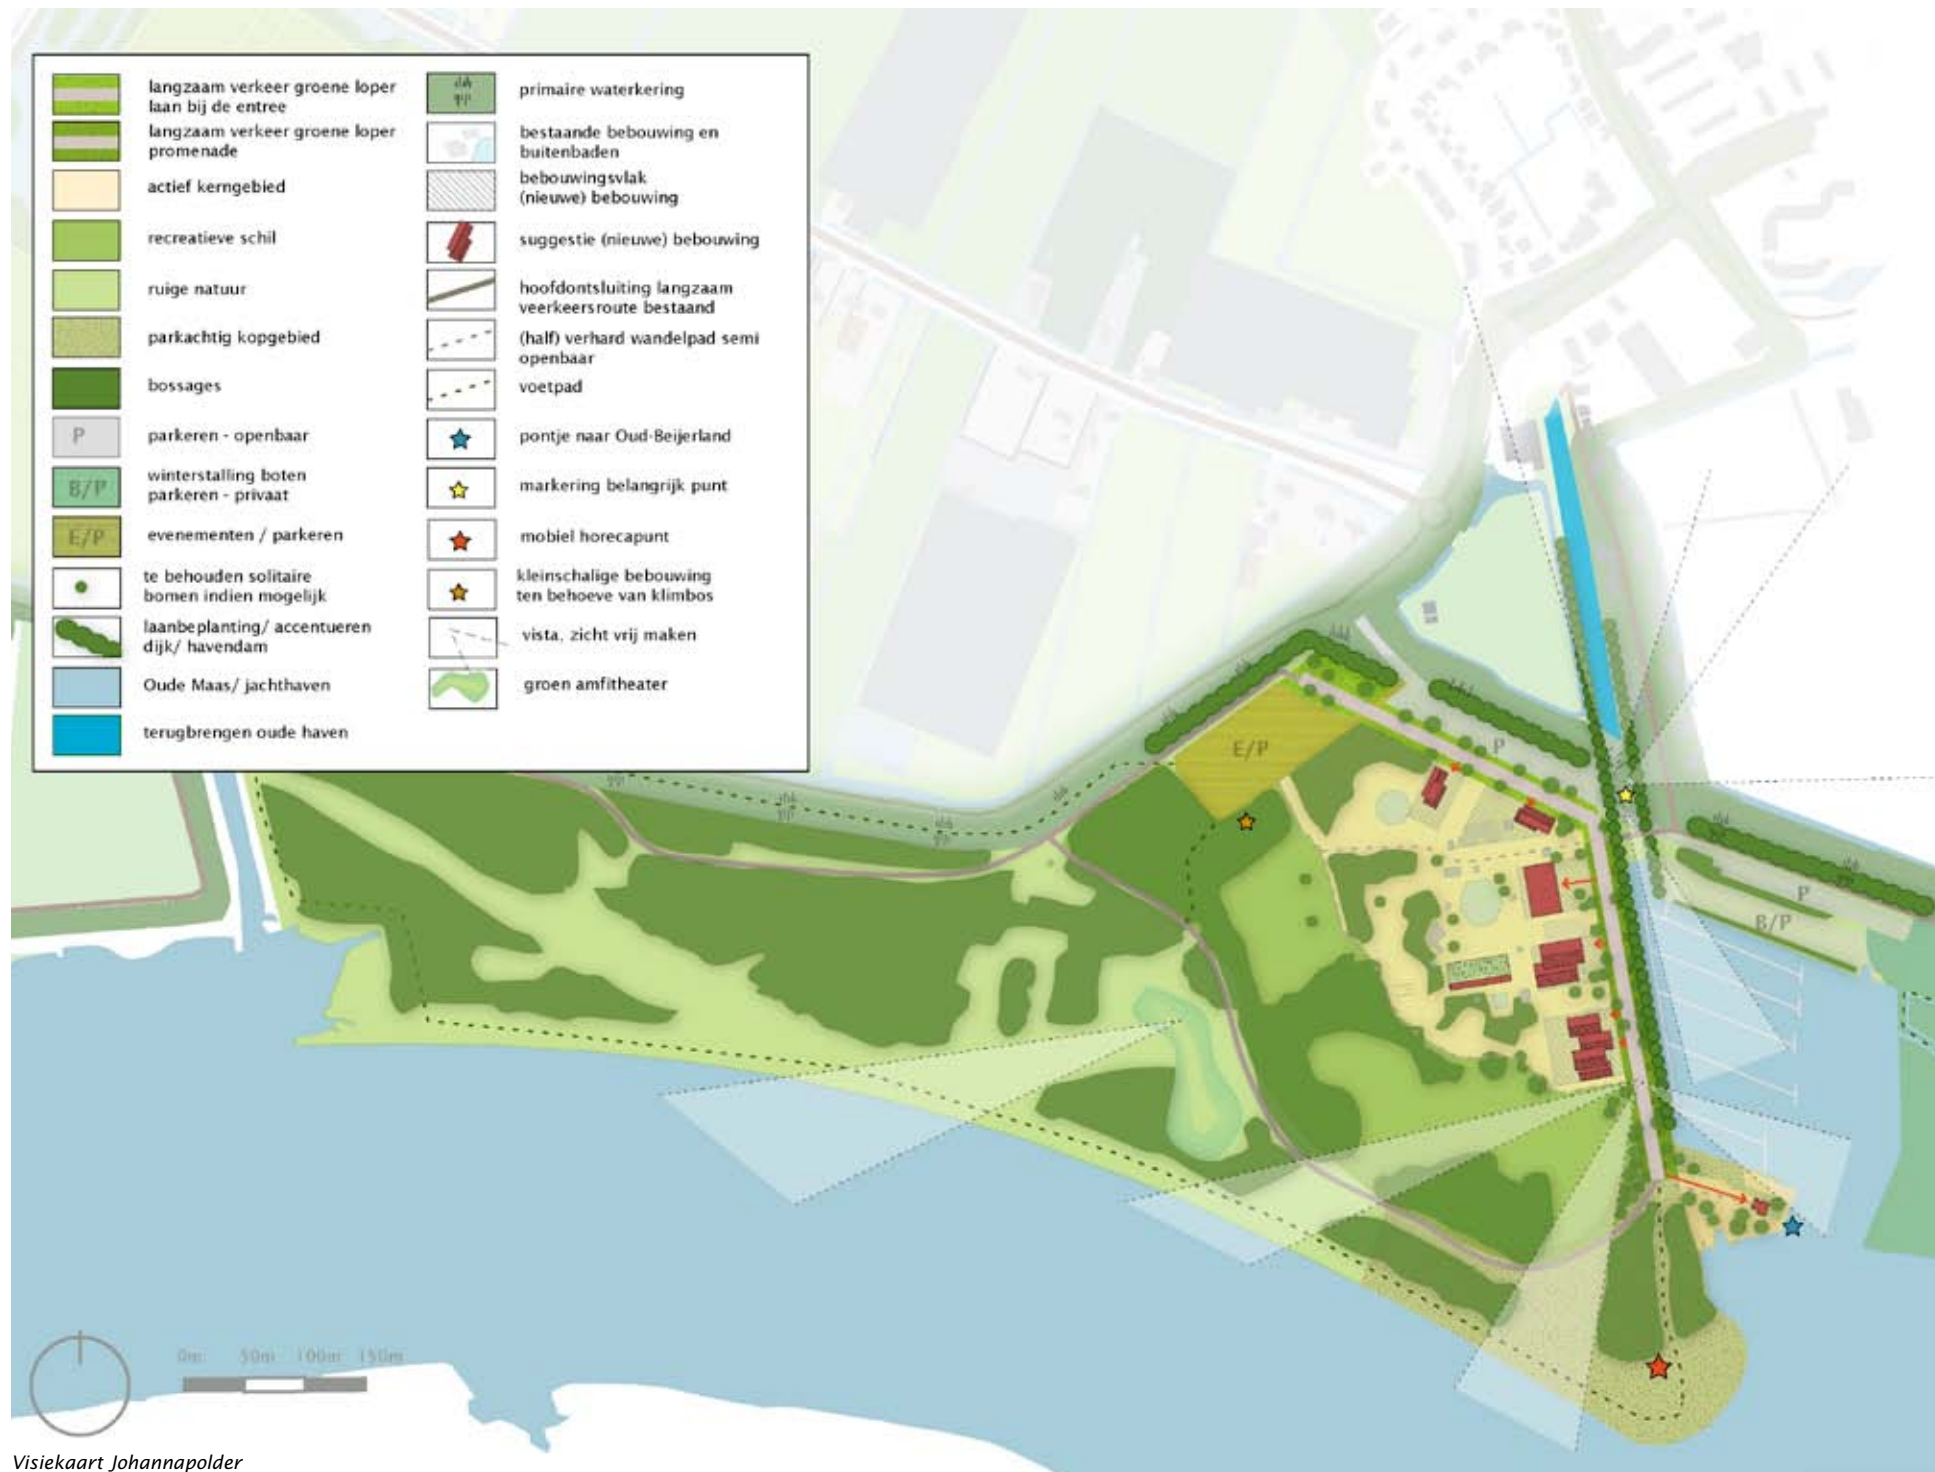 langzaam verkeer groene loper
laan bij de entree
langzaam verkeer groene loper
promenade
actief kerngebied
recreatieve schil
ruige natuur
parkachtig kopgebied
bossages
P
parkeren - openbaar
B/P
winterstalling boten
parkeren - privaat
E/P
evenementen / parkeren
te behouden solitaire
bomen indien mogelijk
laanbeplanting/ accentueren
dijk/ havendam
Oude Maas/ jachthaven
terugbrengen oude haven
primaire waterkering
bestaande bebouwing en
buitenbaden
bebouwingsvlak
(nieuwe) bebouwing
suggestie (nieuwe) bebouwing
hoofdontsluiting langzaam
veerkeersroute bestaand
(half) verhard wandelpad semi
openbaar
voetpad
pontje naar Oud-Beijerland
markering belangrijk punt
mobiel horecapunt
kleinschalige bebouwing
ten behoeve van klimbos
vista, zicht vrij maken
groen amfitheater
E/P
P
P
B/P
0m 50m 100m 150m
Visiekaart Johannapolder